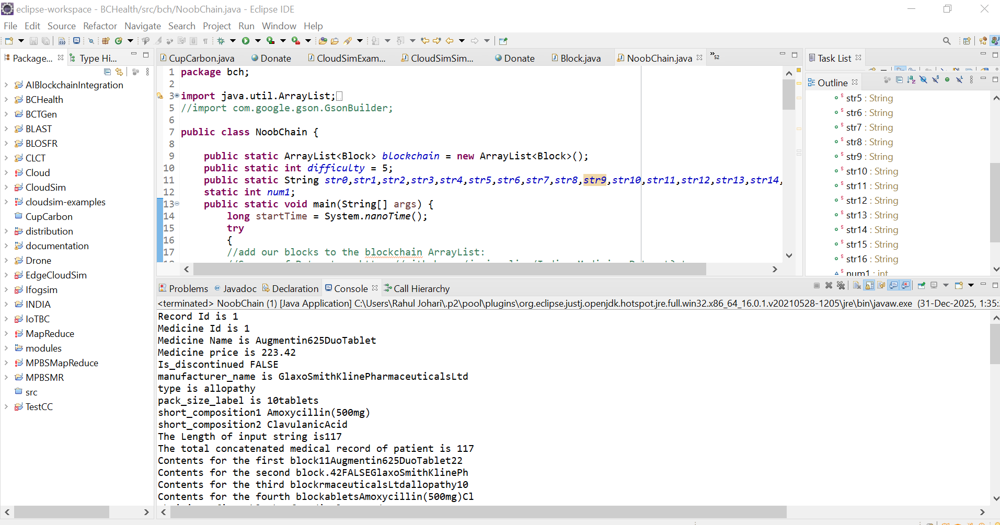 eclipse-workspace - BCHealth/src/bch/NoobChain.java - Eclipse IDE
File Edit Source Refactor Navigate Search Project Run Window Help
Package... Type Hi...
AIBlockchainIntegration
BCHealth
BCTGen
BLAST
BLOSFR
CLCT
Cloud
CloudSim
cloudsim-examples
CupCarbon
distribution
documentation
Drone
EdgeCloudSim
Ifogsim
INDIA
IoTBC
MapReduce
modules
MPBSMapReduce
MPBSMR
src
TestCC
CupCarbon.java Donate CloudSimExam... CloudSimSim... Donate Block.java NoobChain.java »52
1 package bch;
2
3 import java.util.ArrayList;
5 //import com.google.gson.GsonBuilder;
6
7 public class NoobChain {
8
9 public static ArrayList<Block> blockchain = new ArrayList<Block>();
10 public static int difficulty = 5;
11 public static String str0,str1,str2,str3,str4,str5,str6,str7,str8,str9,str10,str11,str12,str13,str14,
12 static int num1;
13 public static void main(String[] args) {
14 long startTime = System.nanoTime();
15 try
16 {
17 //add our blocks to the blockchain ArrayList:
Task List
Outline
str5 : String
str6 : String
str7 : String
str8 : String
str9 : String
str10 : String
str11 : String
str12 : String
str13 : String
str14 : String
str15 : String
str16 : String
num1 : int
Problems Javadoc Declaration Console Call Hierarchy
<terminated> NoobChain (1) [Java Application] C:\Users\Rahul Johari\.p2\pool\plugins\org.eclipse.justj.openjdk.hotspot.jre.full.win32.x86_64_16.0.1.v20210528-1205\jre\bin\javaw.exe (31-Dec-2025, 1:35:
Record Id is 1
Medicine Id is 1
Medicine Name is Augmentin625DuoTablet
Medicine price is 223.42
Is_discontinued FALSE
manufacturer_name is GlaxoSmithKlinePharmaceuticalsLtd
type is allopathy
pack_size_label is 10tablets
short_composition1 Amoxycillin(500mg)
short_composition2 ClavulanicAcid
The Length of input string is117
The total concatenated medical record of patient is 117
Contents for the first block11Augmentin625DuoTablet22
Contents for the second block.42FALSEGlaxoSmithKlinePh
Contents for the third blockrmaceuticalsLtdallopathy10
Contents for the fourth blockabletsAmoxycillin(500mg)Cl